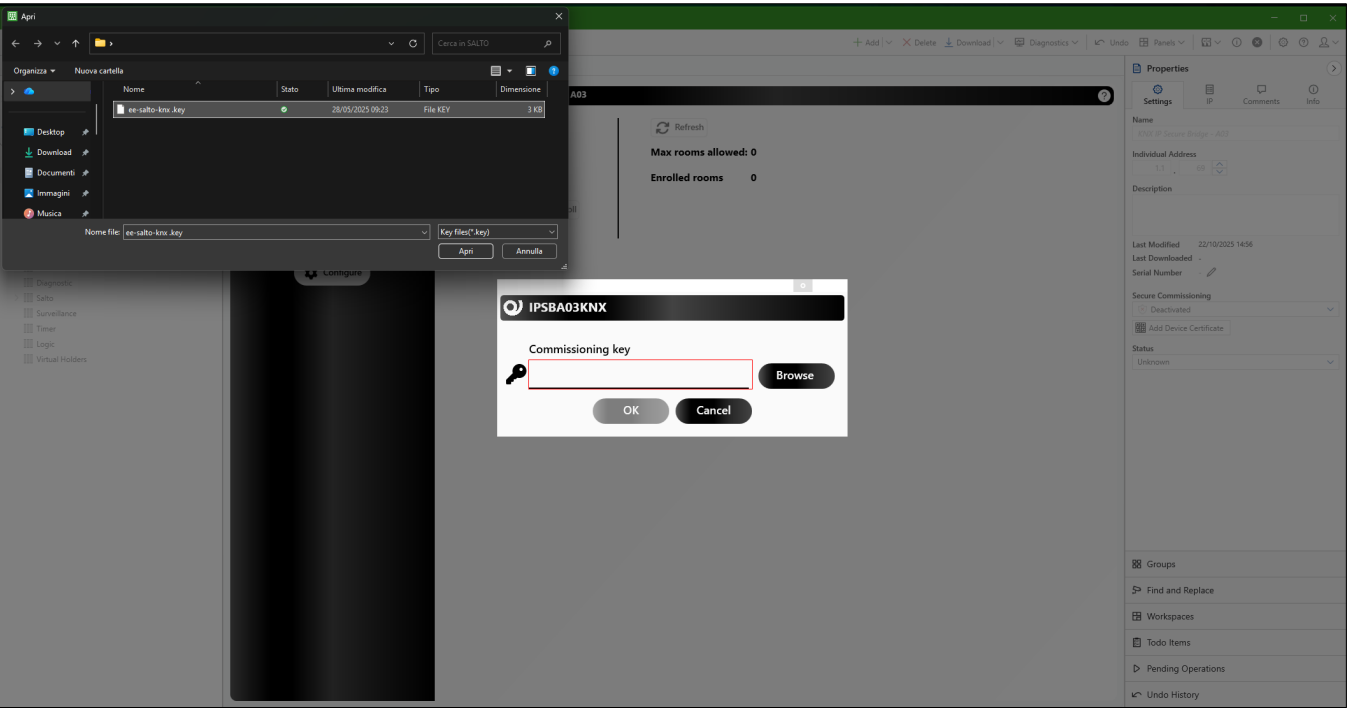 Apri
Cerca in SALTO
Organizza
Nuova cartella
Nome
Stato
Ultima modifica
Tipo
Dimensione
ee-salto-knx .key
28/05/2025 09:23
File KEY
3 KB
Desktop
Download
Documenti
Immagini
Musica
Nome file:
ee-salto-knx .key
Key files(*.key)
Apri
Annulla
Add
Delete
Download
Diagnostics
Undo
Panels
A03
Refresh
Max rooms allowed: 0
Enrolled rooms 0
Configure
Diagnostic
Salto
Surveillance
Timer
Logic
Virtual Holders
IPSBA03KNX
Commissioning key
Browse
OK
Cancel
Properties
Settings
IP
Comments
Info
Name
KNX IP Secure Bridge - A03
Individual Address
Description
Last Modified 22/10/2025 14:56
Last Downloaded -
Serial Number -
Secure Commissioning
Deactivated
Add Device Certificate
Status
Unknown
Groups
Find and Replace
Workspaces
Todo Items
Pending Operations
Undo History